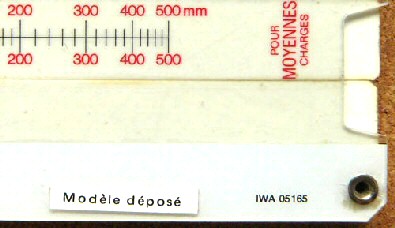 200 300 400 500 mm
200 300 400 500
POUR
MOYENNES
CHARGES
Modèle déposé
IWA 05165